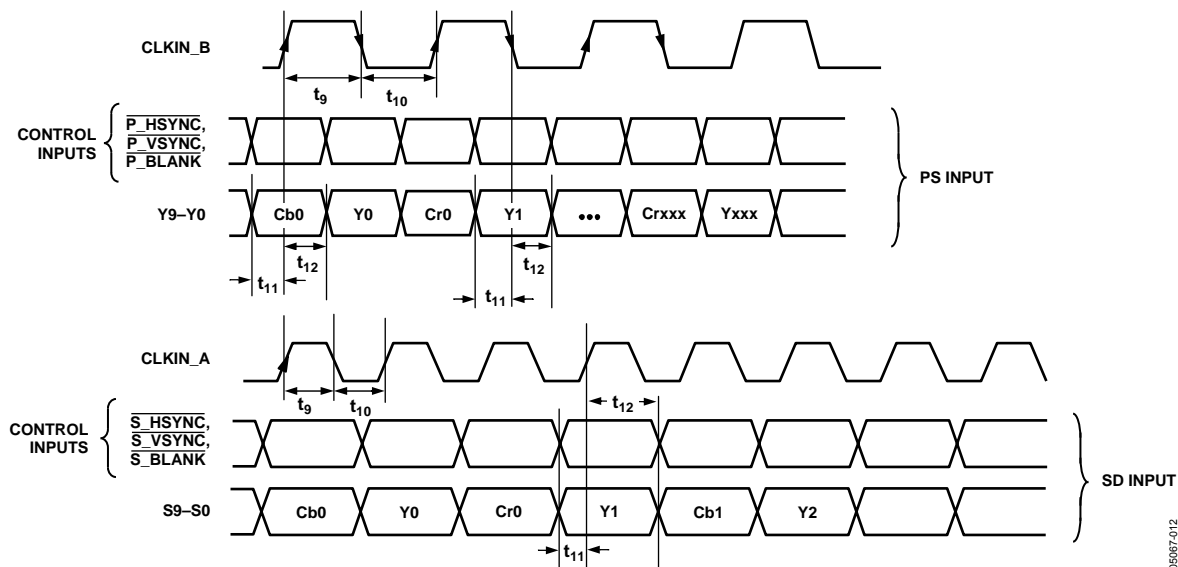 CLKIN_B
t9
t10
CONTROL
INPUTS
P_HSYNC,
P_VSYNC,
P_BLANK
PS INPUT
Y9–Y0
Cb0
Y0
Cr0
Y1
•••
Crxxx
Yxxx
t12
t12
t11
t11
CLKIN_A
t9
t10
t12
CONTROL
INPUTS
S_HSYNC,
S_VSYNC,
S_BLANK
SD INPUT
S9–S0
Cb0
Y0
Cr0
Y1
Cb1
Y2
t11
05067-012